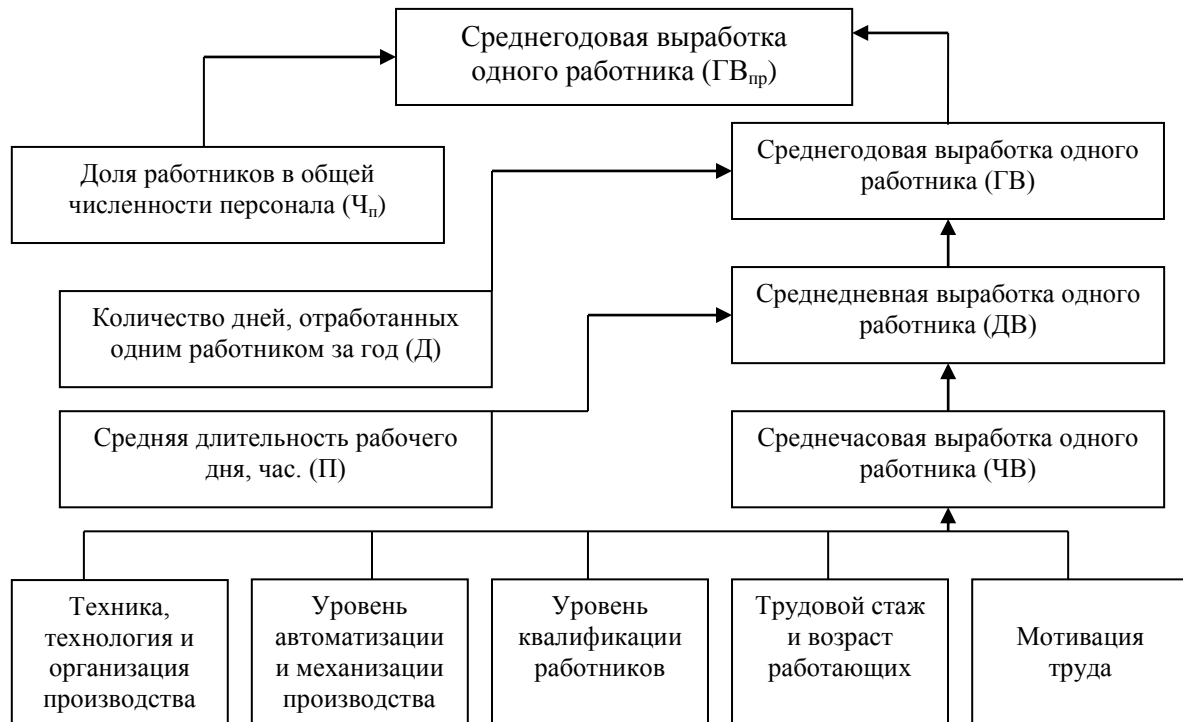 Среднегодовая выработка
одного работника (ГВпр)
Доля работников в общей
численности персонала (Чп)
Среднегодовая выработка одного
работника (ГВ)
Количество дней, отработанных
одним работником за год (Д)
Среднедневная выработка одного
работника (ДВ)
Средняя длительность рабочего
дня, час. (П)
Среднечасовая выработка одного
работника (ЧВ)
Техника,
технология и
организация
производства
Уровень
автоматизации
и механизации
производства
Уровень
квалификации
работников
Трудовой стаж
и возраст
работающих
Мотивация
труда